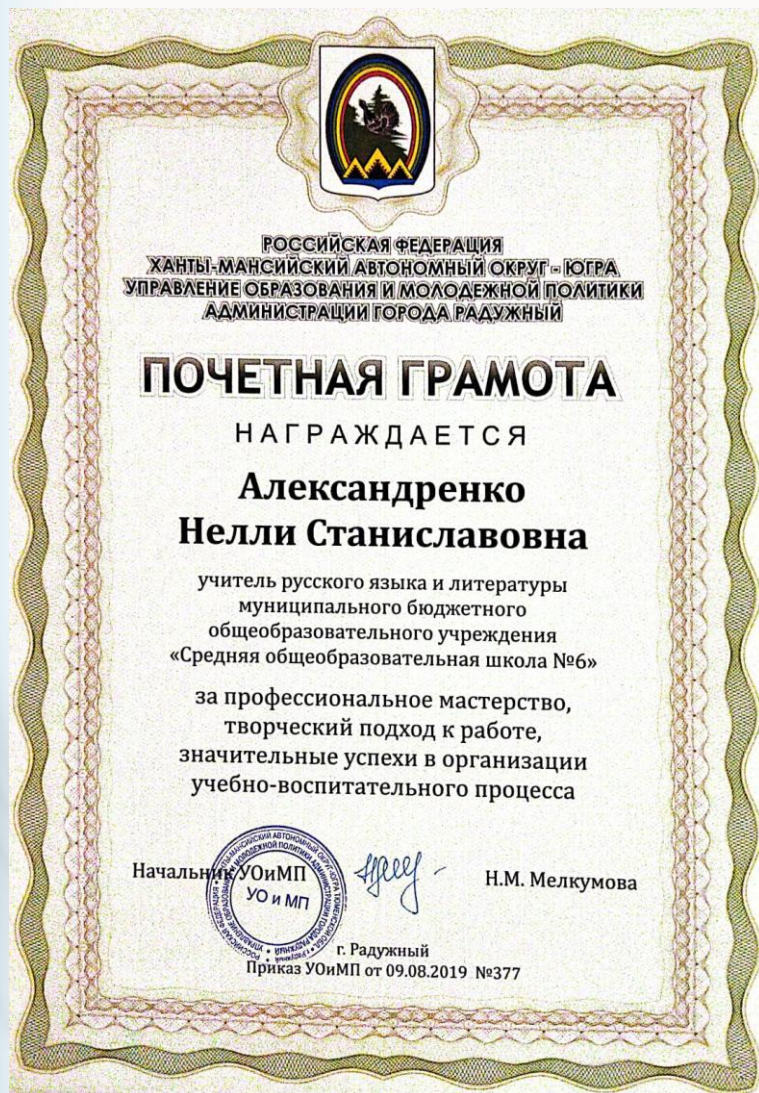 РОССИЙСКАЯ ФЕДЕРАЦИЯ
ХАНТЫ-МАНСИЙСКИЙ АВТОНОМНЫЙ ОКРУГ - ЮГРА
УПРАВЛЕНИЕ ОБРАЗОВАНИЯ И МОЛОДЕЖНОЙ ПОЛИТИКИ
АДМИНИСТРАЦИИ ГОРОДА РАДУЖНЫЙ
ПОЧЕТНАЯ ГРАМОТА
НАГРАЖДАЕТСЯ
Александренко
Нелли Станиславовна
учитель русского языка и литературы
муниципального бюджетного
общеобразовательного учреждения
«Средняя общеобразовательная школа №6»
за профессиональное мастерство,
творческий подход к работе,
значительные успехи в организации
учебно-воспитательного процесса
Начальник УОиМП
Н.М. Мелкумова
УО и МП
г. Радужный
Приказ УОиМП от 09.08.2019 №377